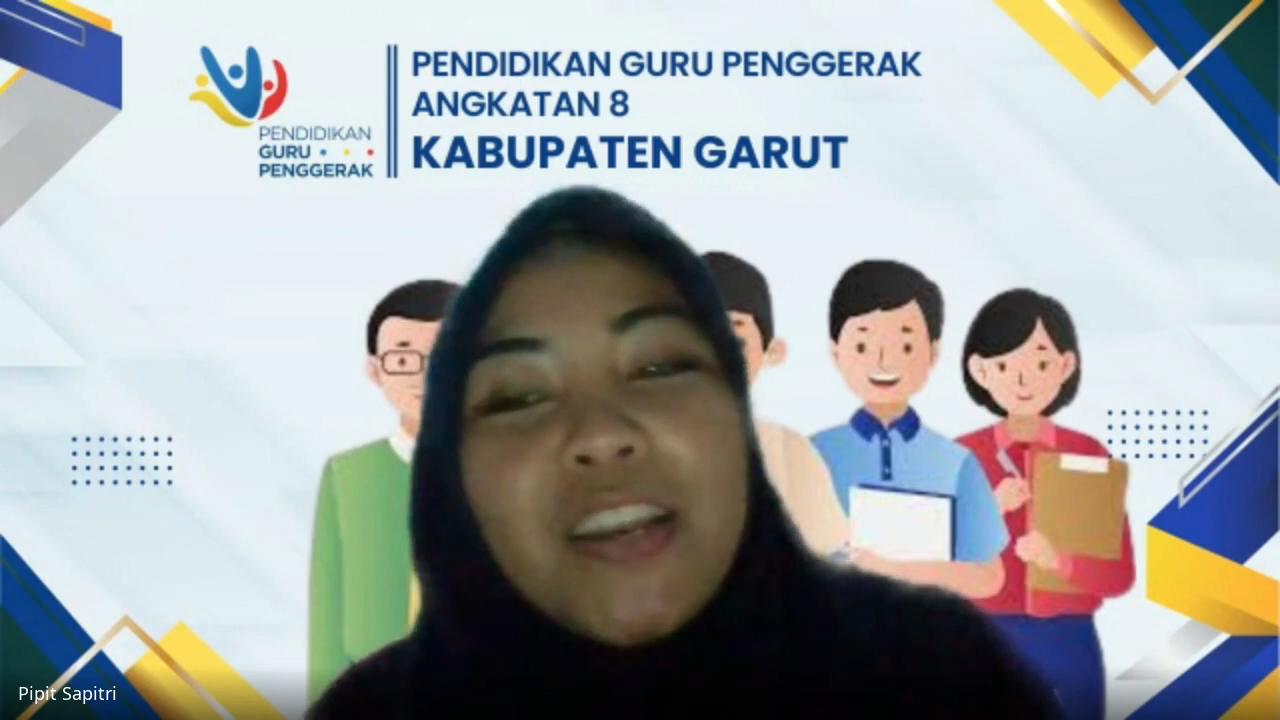 PENDIDIKAN
GURU
PENGGERAK
PENDIDIKAN GURU PENGGERAK
ANGKATAN 8
KABUPATEN GARUT
Pipit Sapitri